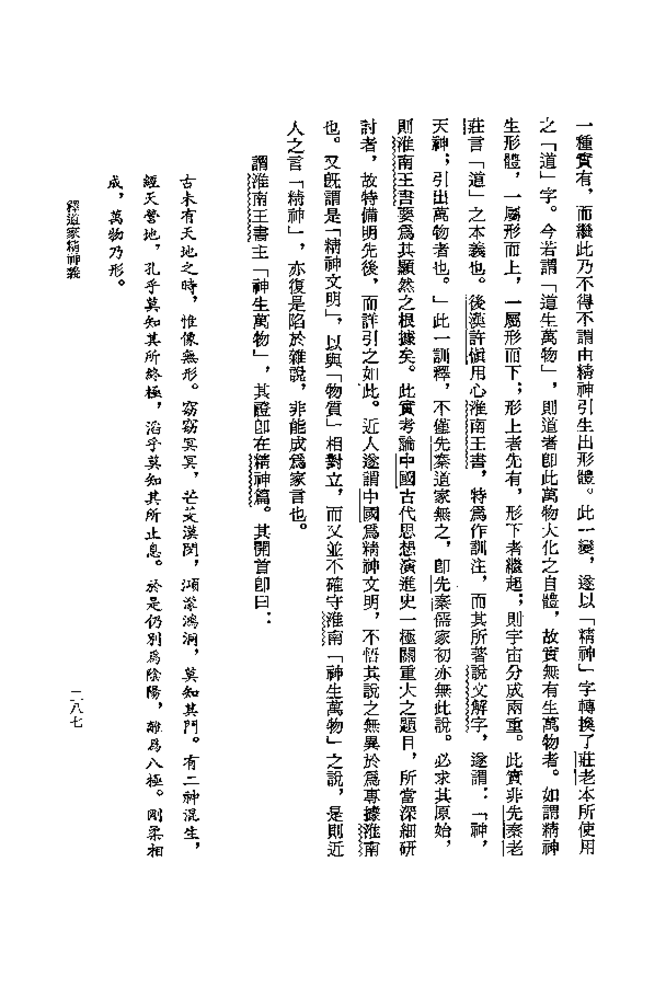 一種實有，而繼此乃不得不謂由精神引生出形體。此一變，遂以「精神」字轉換了莊老本所使用
之「道」字。今若謂「道生萬物」，則道者卽此萬物大化之自體，故實無有生萬物者。如謂精神
生形體，一屬形而上，一屬形而下；形上者先有，形下者繼起；則宇宙分成兩重。此實非先秦老
莊言「道」之本義也。後漢許愼用心淮南王書，特爲作訓注，而其所著說文解字，遂謂：「神，
天神；引出萬物者也。」此一訓釋，不僅先秦道家無之，卽先秦儒家初亦無此說。必求其原始，
則淮南王書要爲其顯然之根據矣。此實考論中國古代思想演進史一極關重大之題目，所當深細研
討者，故特備明先後，而詳引之如此。近人遂謂中國爲精神文明，不悟其說之無異於爲專據淮南
也。又旣謂是「精神文明」，以與「物質」相對立，而又並不確守淮南「神生萬物」之說，是則近
人之言「精神」，亦復是陷於雜說，非能成爲家言也。
謂淮南王書主「神生萬物」，其證卽在精神篇。其開首卽曰：
古未有天地之時，惟像無形。窈窈冥冥，芒芠漠閔，澒濛鴻洞，莫知其門。有二神混生，
經天營地，孔乎莫知其所終極，滔乎莫知其所止息。於是乃別爲陰陽，離爲八極。剛柔相
成，萬物乃形。
釋道家精神義
二八七